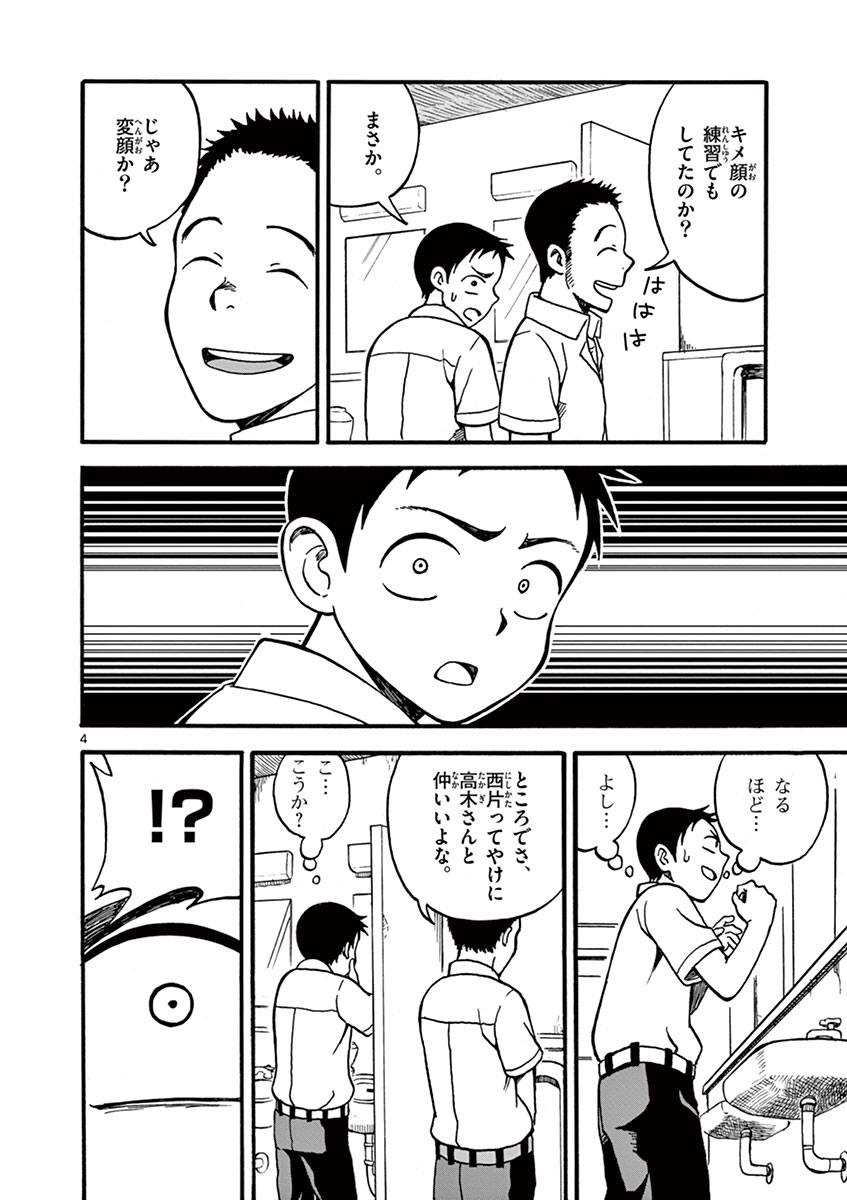 キメ顔の
練習でも
してたのか?
まさか。
ははは
じゃあ
変顔か?
なる
ほど…
よし…
ところでさ、
西片ってやけに
高木さんと
仲いいよな。
こ…
こうか?
!?
4